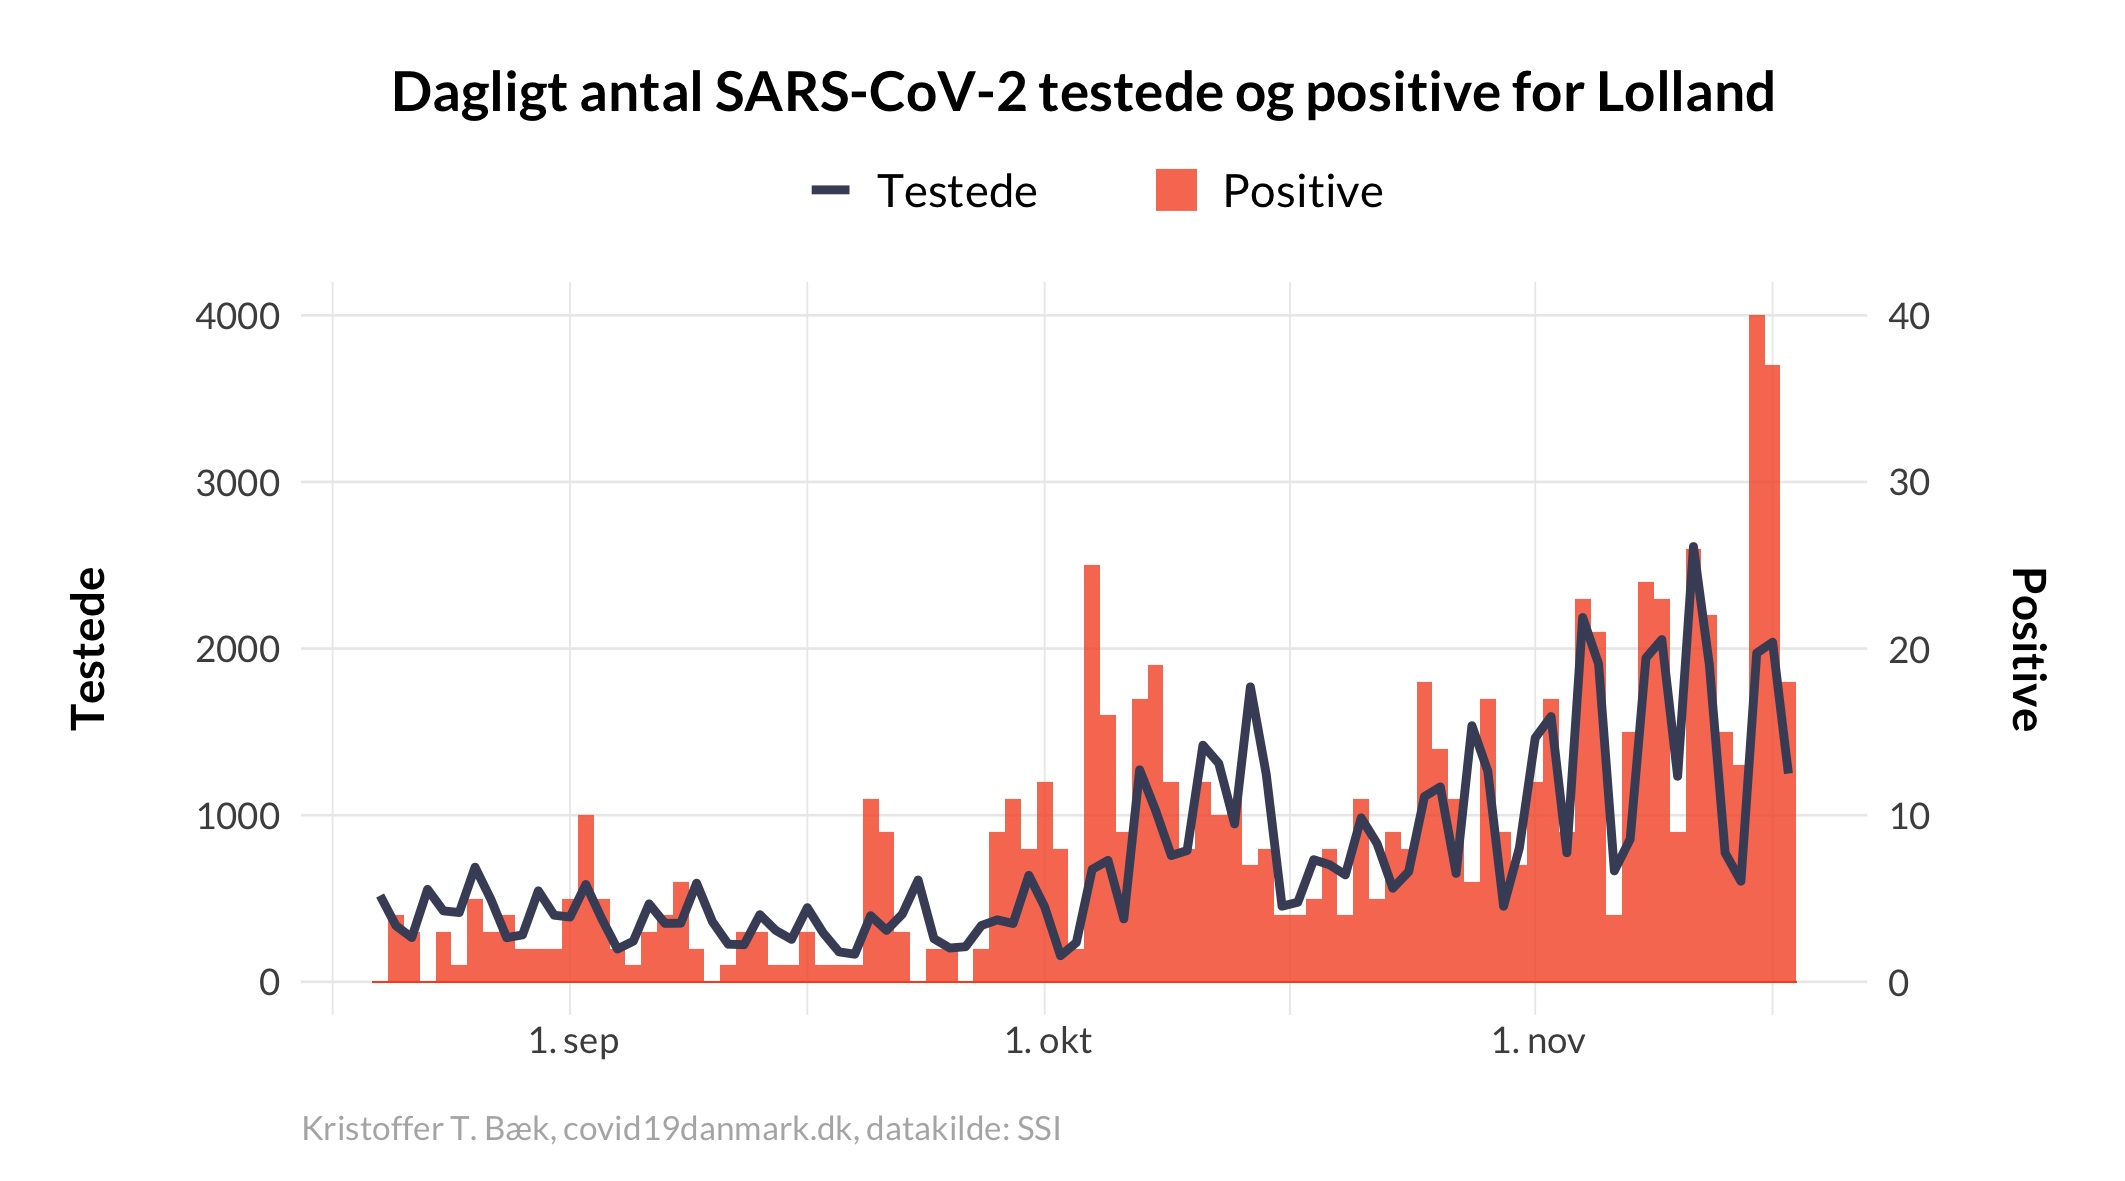 Dagligt antal SARS-CoV-2 testede og positive for Lolland
Testede
Positive
4000
3000
2000
1000
0
40
30
20
10
0
Testede
Positive
1. sep
1. okt
1. nov
Kristoffer T. Bæk, covid19danmark.dk, datakilde: SSI